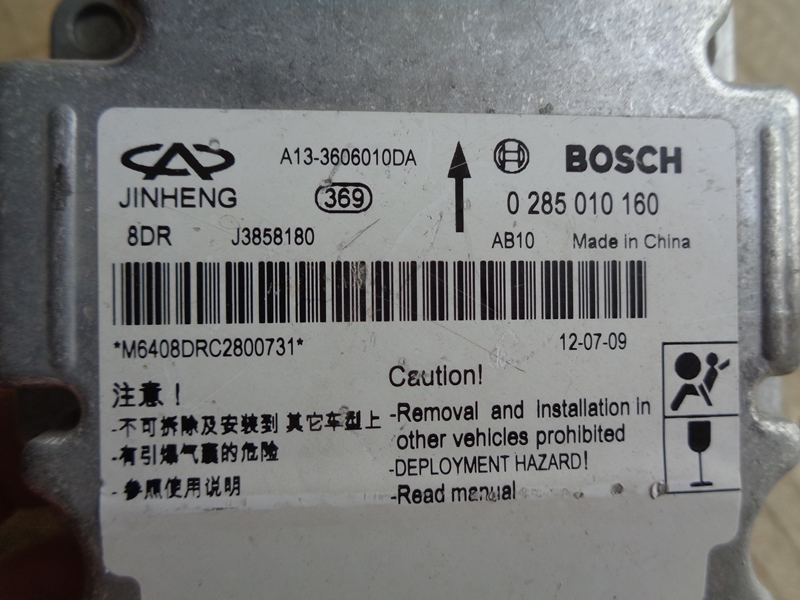 A13-3606010DA
BOSCH
JINHENG
369
0 285 010 160
8DR J3858180
AB10 Made in China
*M6408DRC2800731*
12-07-09
注意！
-不可拆除及安装到 其它车型上
-有引爆气囊的危险
-参照使用说明
Caution!
-Removal and Installation in
other vehicles prohibited
-DEPLOYMENT HAZARD!
-Read manual